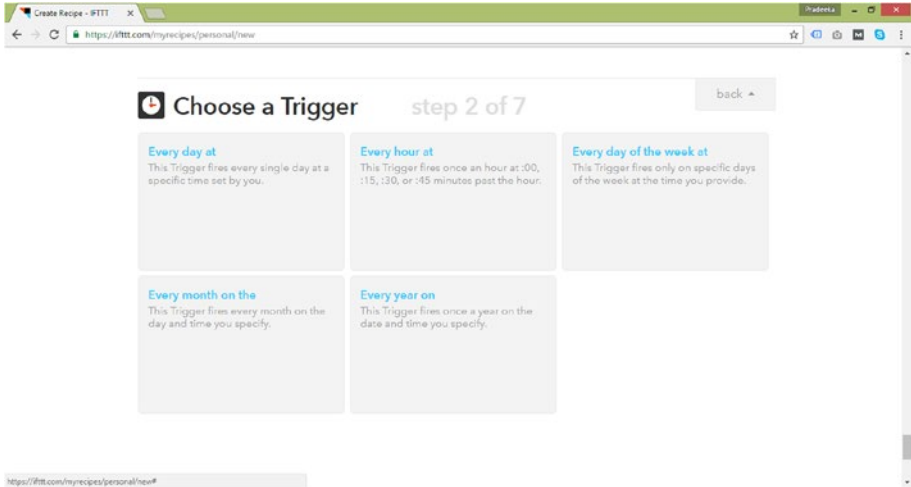 Create Recipe - IFTTT
Pradeeta
https://ifttt.com/myrecipes/personal/new
Choose a Trigger step 2 of 7
back
Every day at
This Trigger fires every single day at a
specific time set by you.
Every hour at
This Trigger fires once an hour at :00,
:15, :30, or :45 minutes past the hour.
Every day of the week at
This Trigger fires only on specific days
of the week at the time you provide.
Every month on the
This Trigger fires every month on the
day and time you specify.
Every year on
This Trigger fires once a year on the
date and time you specify.
https://ifttt.com/myrecipes/personal/new#